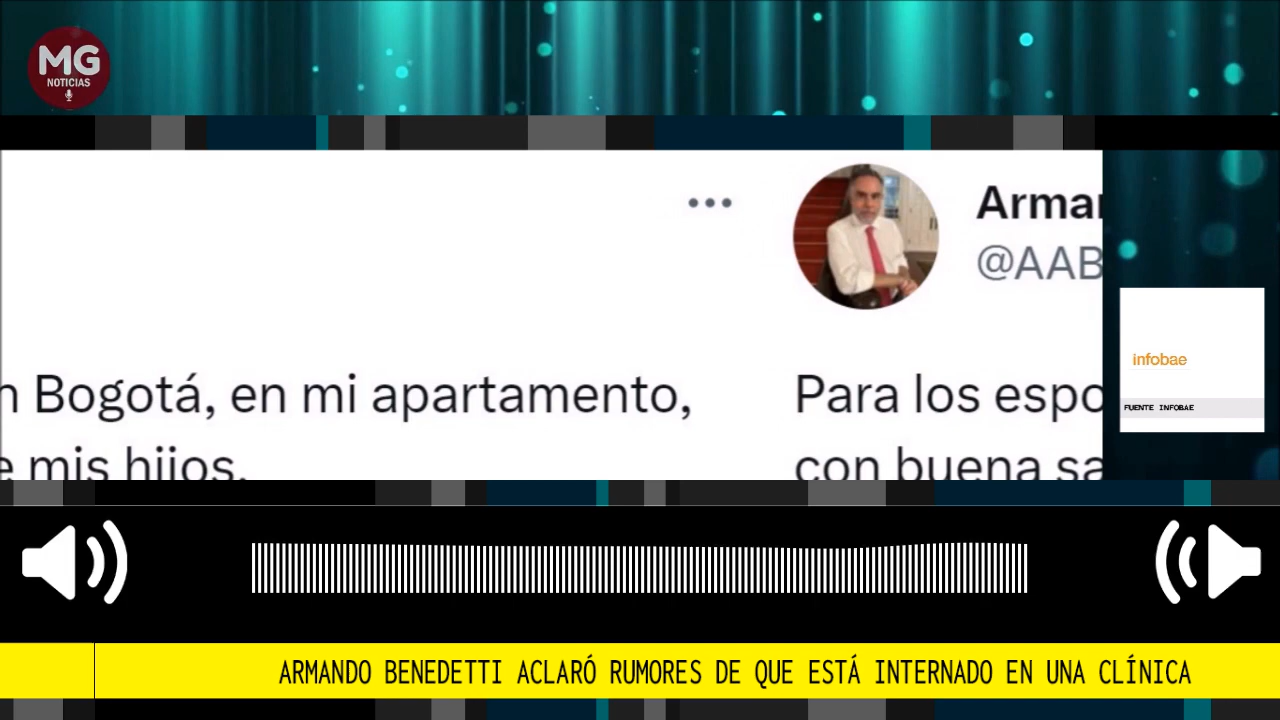 MG
NOTICIAS
Bogotá, en mi apartamento,
mis hijos.
Arma
@AAB
Para los espo
con buena sa
infobae
FUENTE INFOBAE
ARMANDO BENEDETTI ACLARÓ RUMORES DE QUE ESTÁ INTERNADO EN UNA CLÍNICA